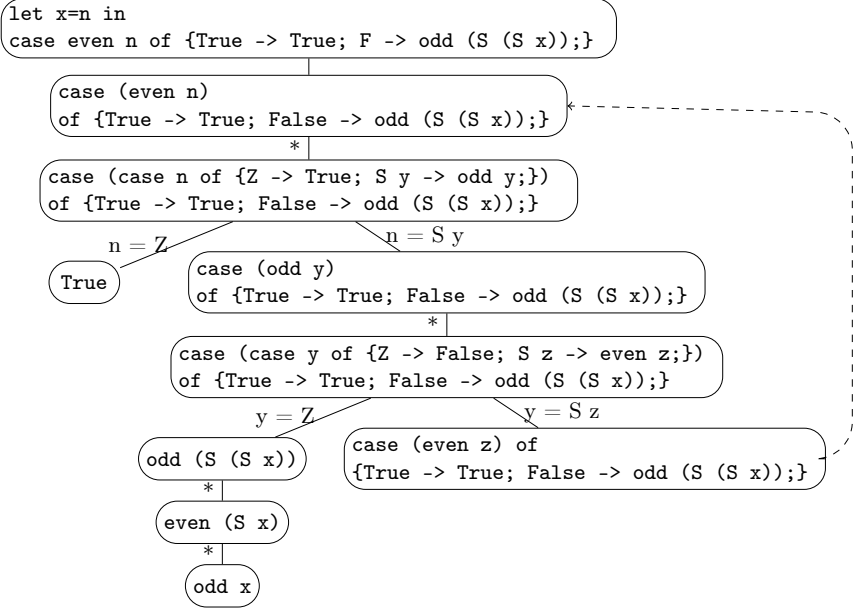 let x=n in
case even n of {True -> True; F -> odd (S (S x));}
case (even n)
of {True -> True; False -> odd (S (S x));}
*
case (case n of {Z -> True; S y -> odd y;})
of {True -> True; False -> odd (S (S x));}
n = Z
n = S y
True
case (odd y)
of {True -> True; False -> odd (S (S x));}
*
case (case y of {Z -> False; S z -> even z;})
of {True -> True; False -> odd (S (S x));}
y = Z
y = S z
odd (S (S x))
case (even z) of
{True -> True; False -> odd (S (S x));}
*
even (S x)
*
odd x